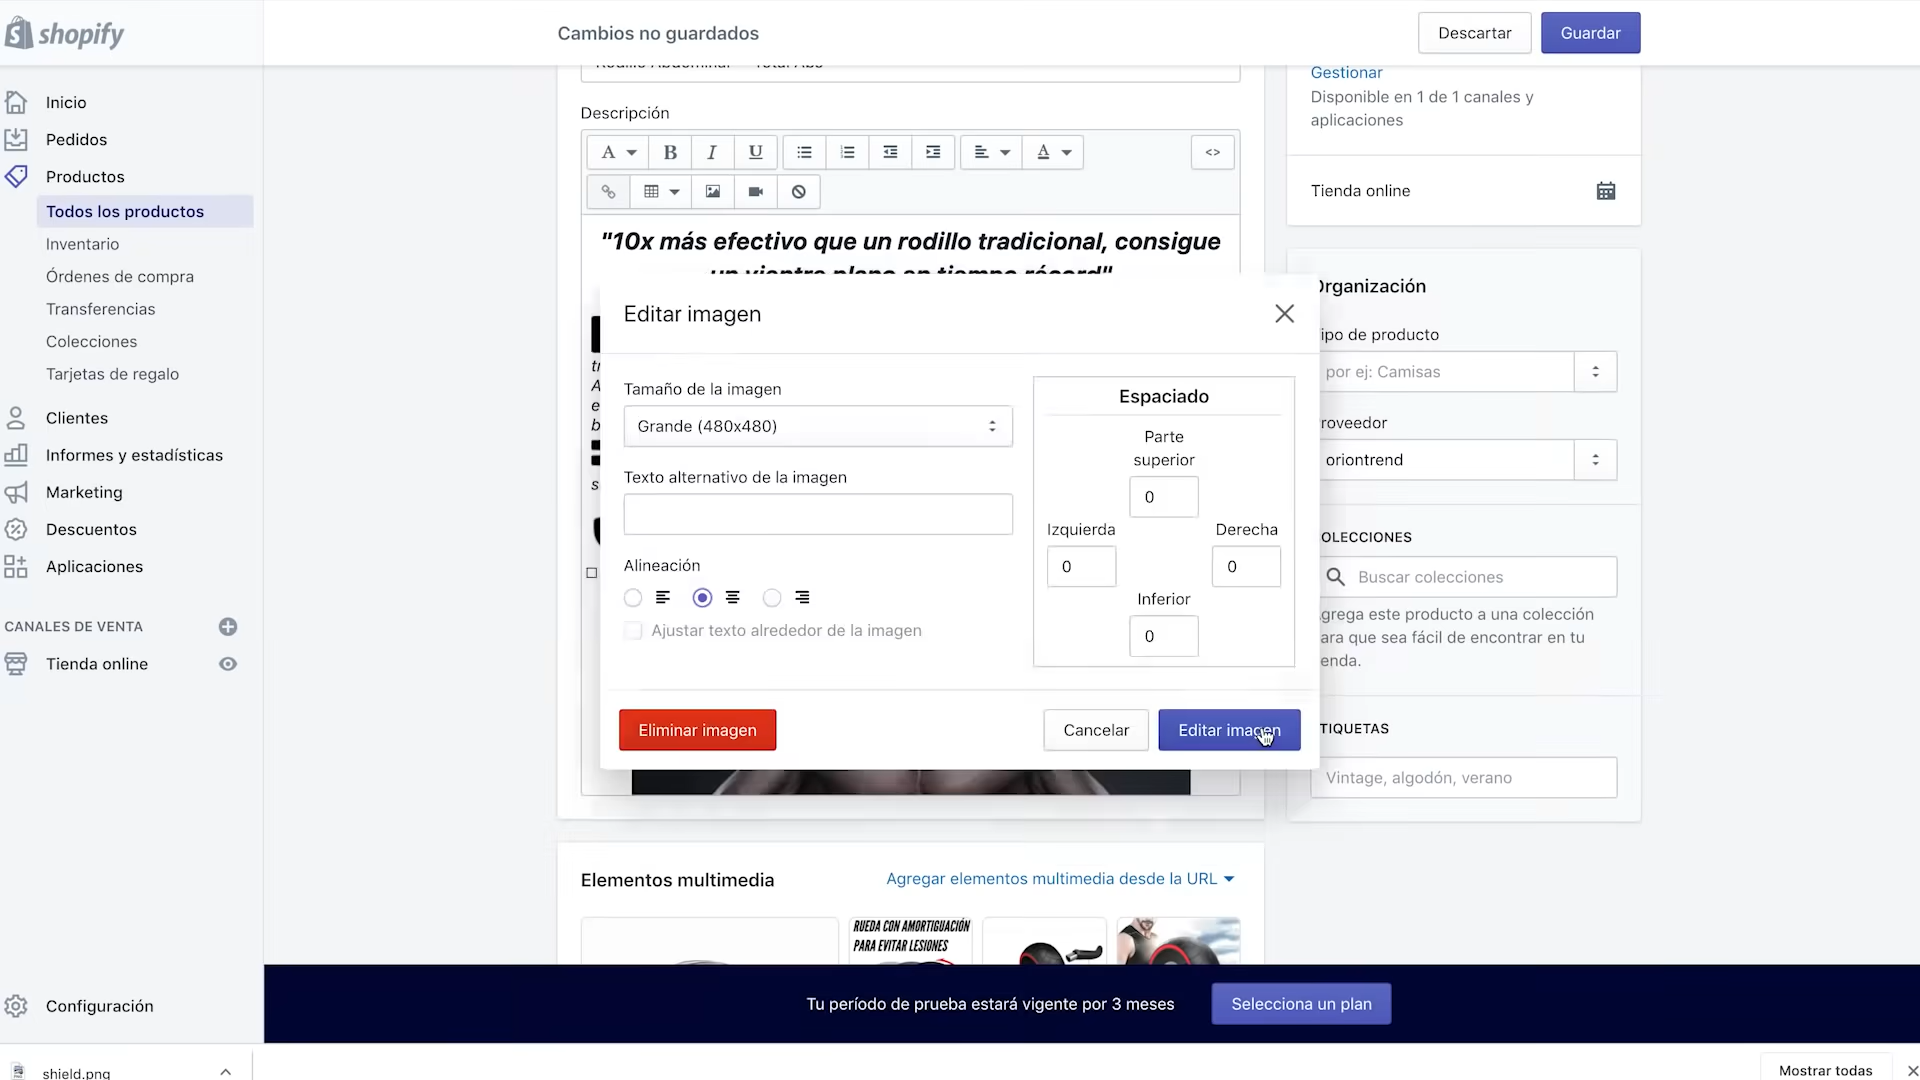 shopify
Cambios no guardados
Descartar
Guardar
Inicio
Pedidos
Productos
Todos los productos
Inventario
Órdenes de compra
Transferencias
Colecciones
Tarjetas de regalo
Clientes
Informes y estadísticas
Marketing
Descuentos
Aplicaciones
CANALES DE VENTA
Tienda online
Configuración
Descripción
A
B
I
U
A
<>
"10x más efectivo que un rodillo tradicional, consigue
un vientre plano en tiempo récord"
Editar imagen
Tamaño de la imagen
Grande (480x480)
Texto alternativo de la imagen
Alineación
Ajustar texto alrededor de la imagen
Espaciado
Parte
superior
0
Izquierda
Derecha
0
0
Inferior
0
Eliminar imagen
Cancelar
Editar imagen
Elementos multimedia
Agregar elementos multimedia desde la URL
RUEDA CON AMORTIGUACIÓN
PARA EVITAR LESIONES
Gestionar
Disponible en 1 de 1 canales y
aplicaciones
Tienda online
Organización
ipo de producto
por ej: Camisas
roveedor
oriontrend
OLECCIONES
Buscar colecciones
grega este producto a una colección
ara que sea fácil de encontrar en tu
enda.
TIQUETAS
Vintage, algodón, verano
Tu período de prueba estará vigente por 3 meses
Selecciona un plan
shield.png
Mostrar todas